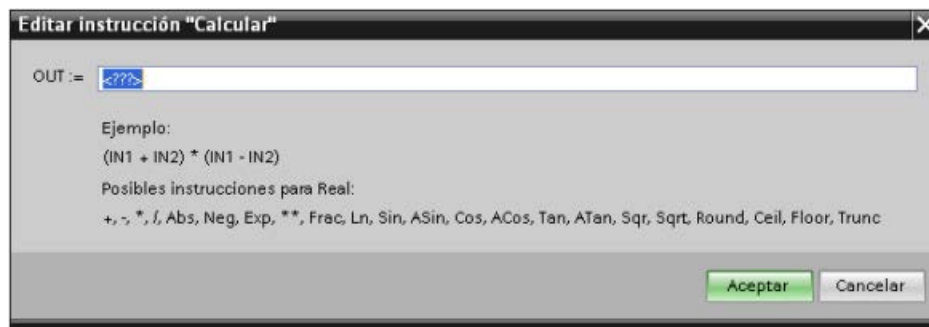 Editar instrucción "Calcular"
OUT := <???>
Ejemplo:
(IN1 + IN2) * (IN1 - IN2)
Posibles instrucciones para Real:
+, -, *, /, Abs, Neg, Exp, **, Frac, Ln, Sin, ASin, Cos, ACos, Tan, ATan, Sqr, Sqrt, Round, Ceil, Floor, Trunc
Aceptar Cancelar